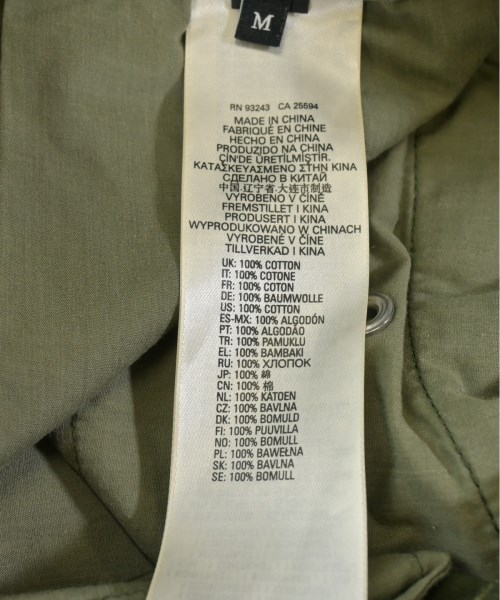 M
RN 93243 CA 25594
MADE IN CHINA
FABRIQUÉ EN CHINE
HECHO EN CHINA
PRODUZIDO NA CHINA
ÇİN'DE ÜRETİLMİŞTİR.
ΚΑΤΑΣΚΕΥΑΣΜΕΝΟ ΣΤΗΝ ΚΙΝΑ
СДЕЛАНО В КИТАЙ
中国.辽宁省.大连市制造
VYROBENO V ČÍNĚ
FREMSTILLET I KINA
PRODUSERT I KINA
WYPRODUKOWANO W CHINACH
VYROBENÉ V ČÍNE
TILLVERKAD I KINA
UK: 100% COTTON
IT: 100% COTONE
FR: 100% COTON
DE: 100% BAUMWOLLE
US: 100% COTTON
ES-MX: 100% ALGODÓN
PT: 100% ALGODÃO
TR: 100% PAMUKLU
EL: 100% ΒΑΜΒΑΚΙ
RU: 100% ХЛОПОК
JP: 100% 綿
CN: 100% 棉
NL: 100% KATOEN
CZ: 100% BAVLNA
DK: 100% BOMULD
FI: 100% PUUVILLA
NO: 100% BOMULL
PL: 100% BAWEŁNA
SK: 100% BAVLNA
SE: 100% BOMULL